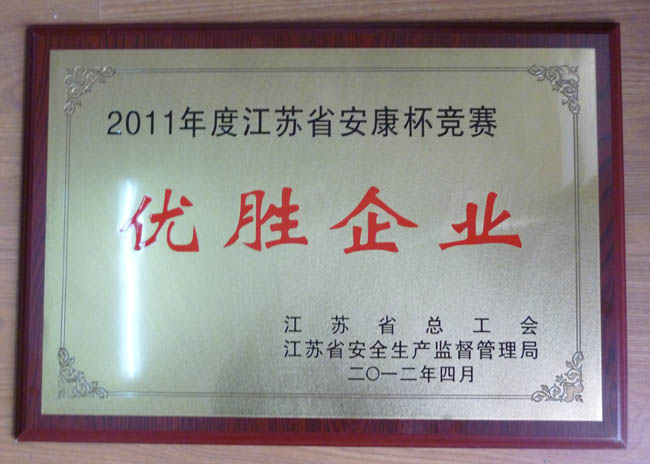 2011年度江苏省安康杯竞赛
优胜企业
江苏省总工会
江苏省安全生产监督管理局
二〇一二年四月